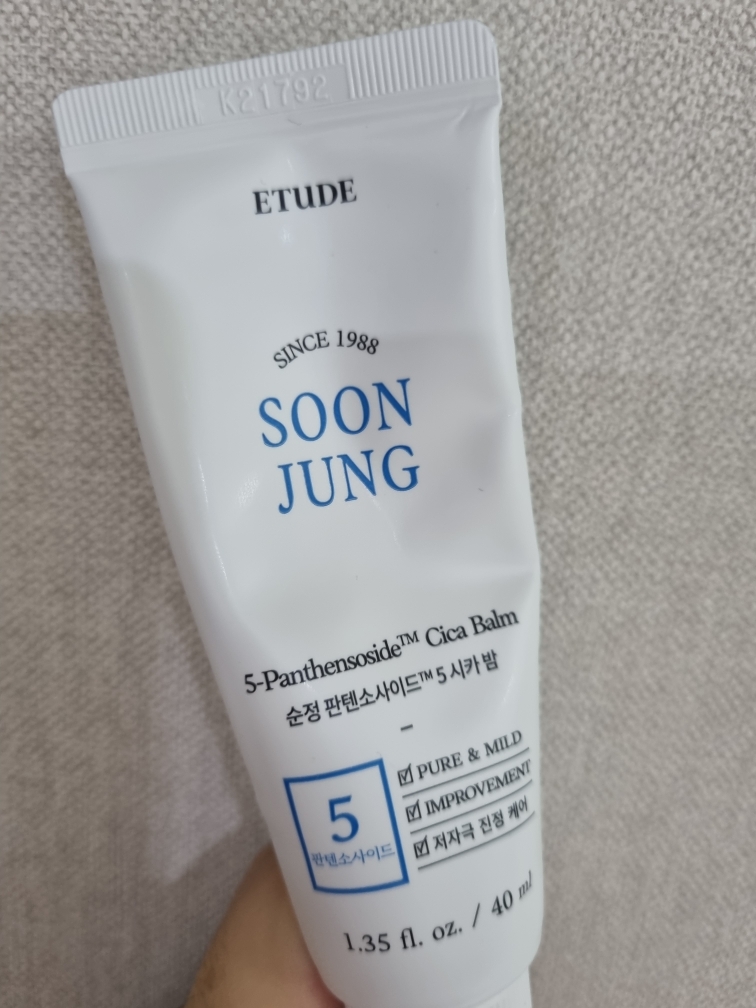 K21792
ETUDE
SINCE 1988
SOON
JUNG
5-Panthensoside™ Cica Balm
순정 판텐소사이드™ 5 시카 밤
5
판텐소사이드
☑ PURE & MILD
☑ IMPROVEMENT
☑ 저자극 진정 케어
1.35 fl. oz. / 40 ml